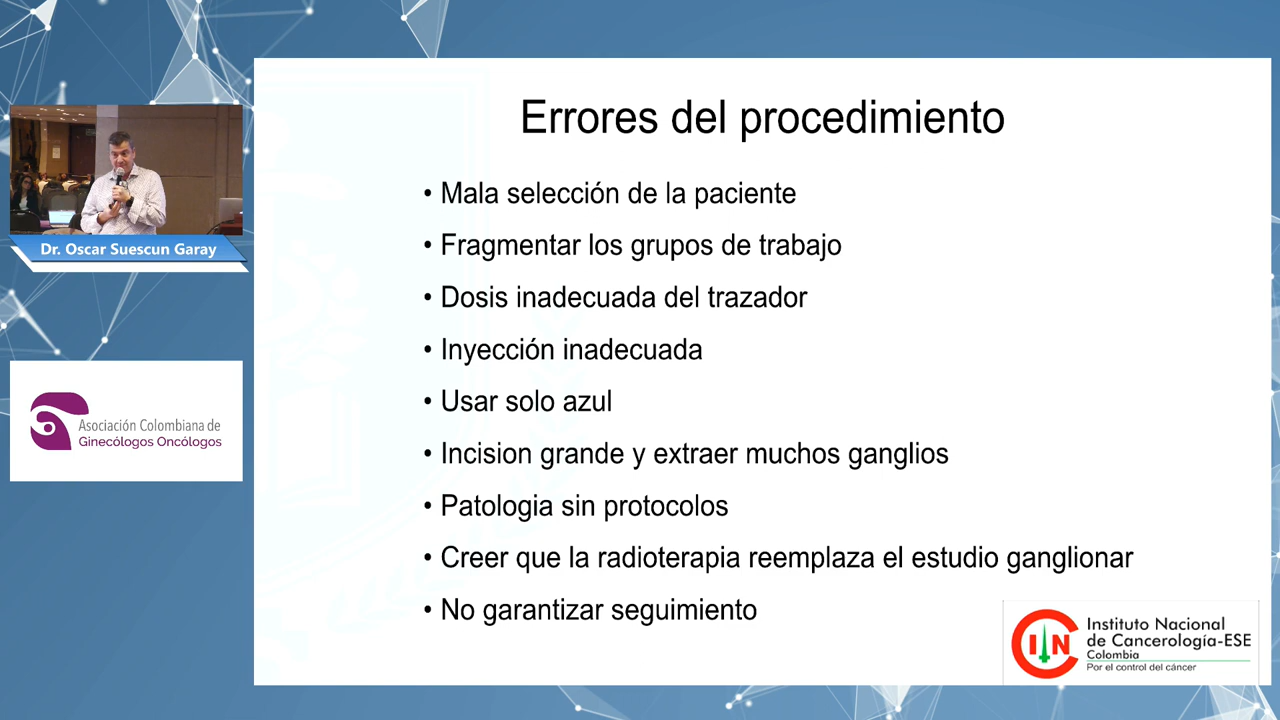 Errores del procedimiento
• Mala selección de la paciente
• Fragmentar los grupos de trabajo
• Dosis inadecuada del trazador
• Inyección inadecuada
• Usar solo azul
• Incision grande y extraer muchos ganglios
• Patologia sin protocolos
• Creer que la radioterapia reemplaza el estudio ganglionar
• No garantizar seguimiento
Dr. Oscar Suescun Garay
Asociación Colombiana de
Ginecólogos Oncólogos
Instituto Nacional
de Cancerología-ESE
Colombia
Por el control del cáncer